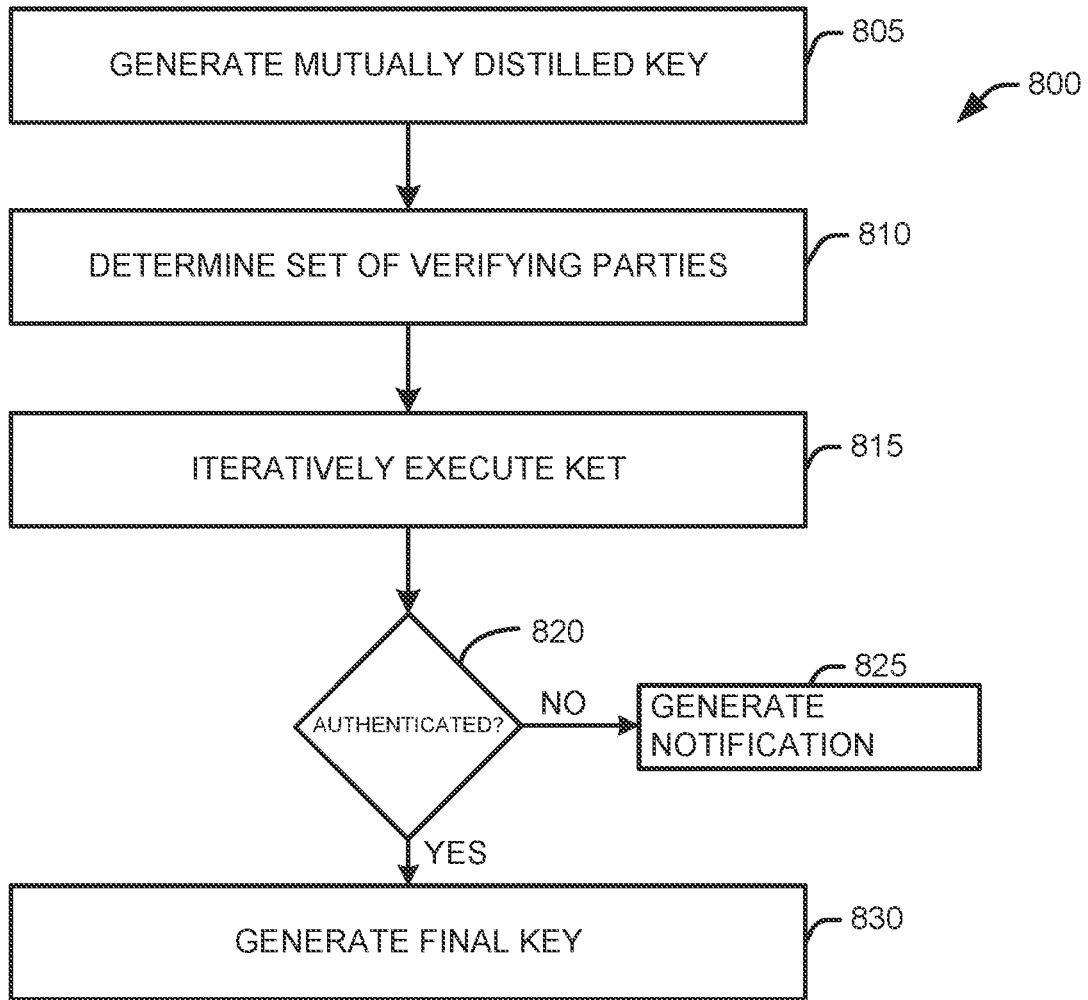 GENERATE MUTUALLY DISTILLED KEY
805
800
DETERMINE SET OF VERIFYING PARTIES
810
ITERATIVELY EXECUTE KET
815
820
AUTHENTICATED?
NO
825
GENERATE
NOTIFICATION
YES
GENERATE FINAL KEY
830